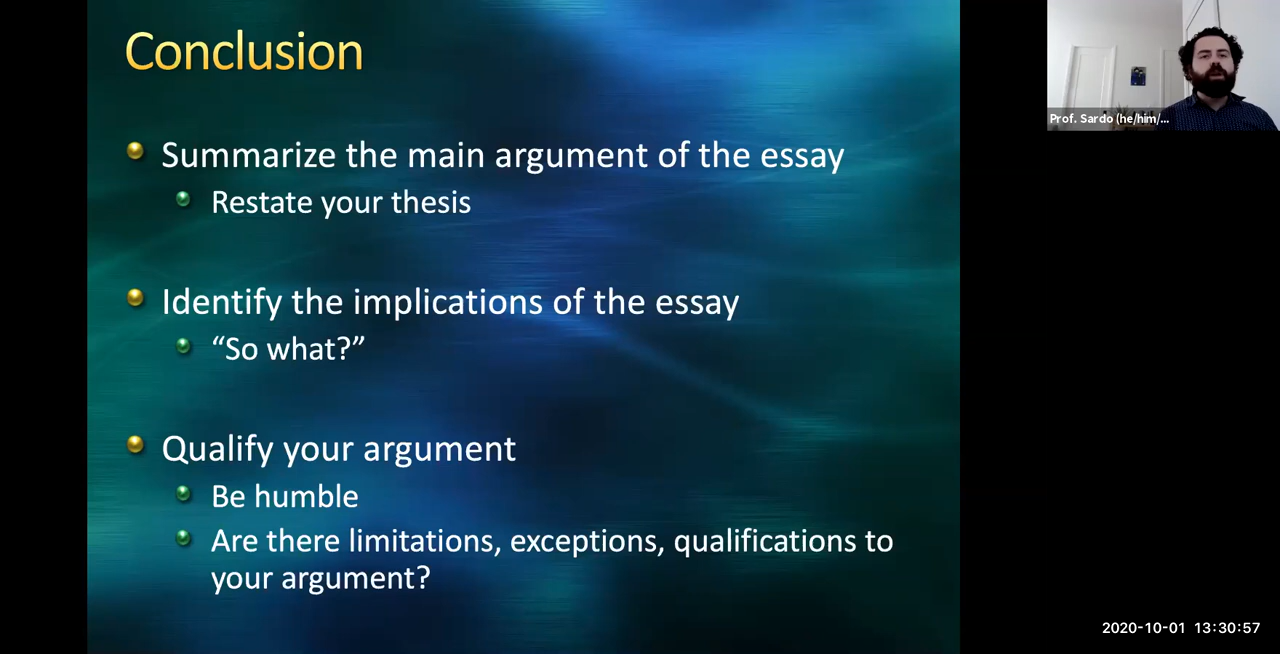 Conclusion
Summarize the main argument of the essay
Restate your thesis
Identify the implications of the essay
“So what?”
Qualify your argument
Be humble
Are there limitations, exceptions, qualifications to
your argument?
Prof. Sardo (he/him/...
2020-10-01 13:30:57